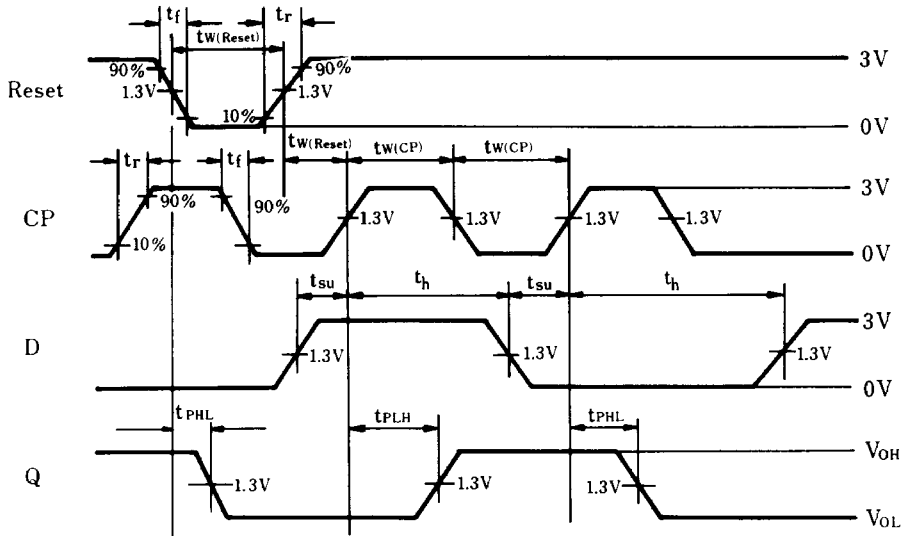 tf tr
tW(Reset)
90% 90% 3V
Reset 1.3V 1.3V
10% 0V
tW(Reset) tW(CP) tW(CP)
tr tf
90% 3V
CP 90% 1.3V 1.3V 1.3V 1.3V
10% 0V
tsu th tsu th
3V
D 1.3V 1.3V 1.3V
0V
tPHL tPLH tPHL
VOH
Q 1.3V 1.3V 1.3V
VOL